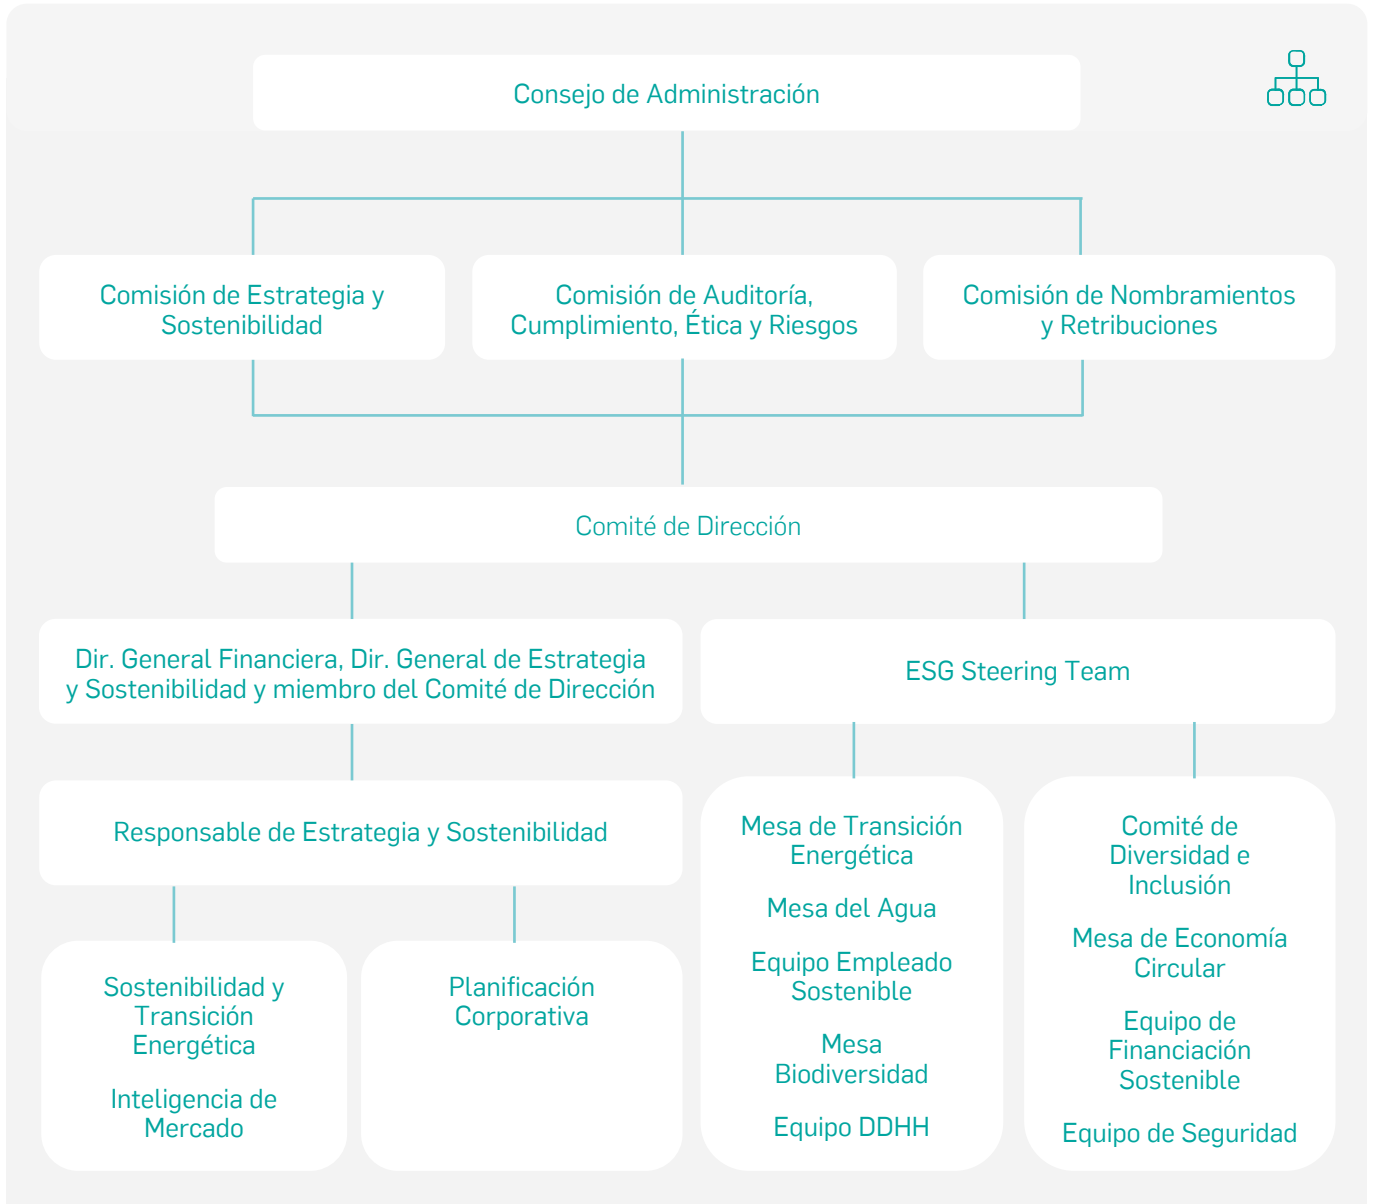 Consejo de Administración
Comisión de Estrategia y
Sostenibilidad
Comisión de Auditoría,
Cumplimiento, Ética y Riesgos
Comisión de Nombramientos
y Retribuciones
Comité de Dirección
Dir. General Financiera, Dir. General de Estrategia
y Sostenibilidad y miembro del Comité de Dirección
ESG Steering Team
Responsable de Estrategia y Sostenibilidad
Sostenibilidad y
Transición
Energética
Inteligencia de
Mercado
Planificación
Corporativa
Mesa de Transición
Energética
Mesa del Agua
Equipo Empleado
Sostenible
Mesa
Biodiversidad
Equipo DDHH
Comité de
Diversidad e
Inclusión
Mesa de Economía
Circular
Equipo de
Financiación
Sostenible
Equipo de Seguridad